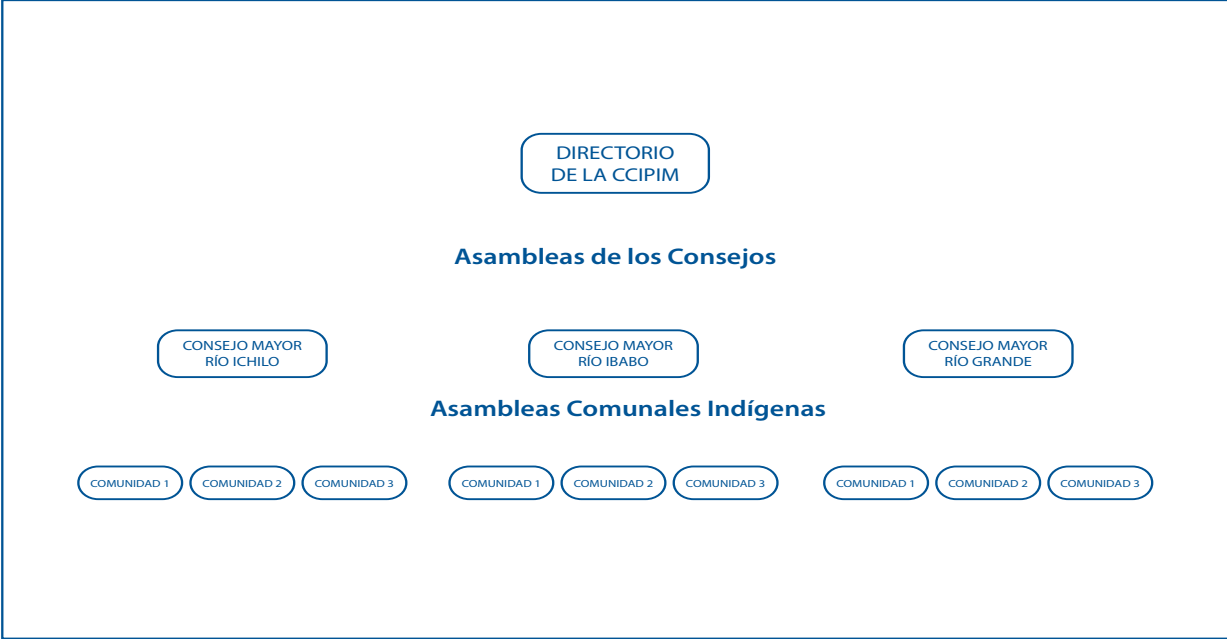 DIRECTORIO
DE LA CCIPIM
Asambleas de los Consejos
CONSEJO MAYOR
RÍO ICHILO
CONSEJO MAYOR
RÍO IBABO
CONSEJO MAYOR
RÍO GRANDE
Asambleas Comunales Indígenas
COMUNIDAD 1
COMUNIDAD 2
COMUNIDAD 3
COMUNIDAD 1
COMUNIDAD 2
COMUNIDAD 3
COMUNIDAD 1
COMUNIDAD 2
COMUNIDAD 3